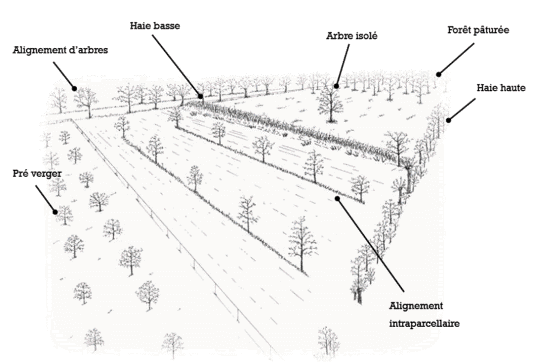 Haie basse
Forêt pâturée
Arbre isolé
Alignement d'arbres
Haie haute
Pré verger
Alignement
intraparcellaire